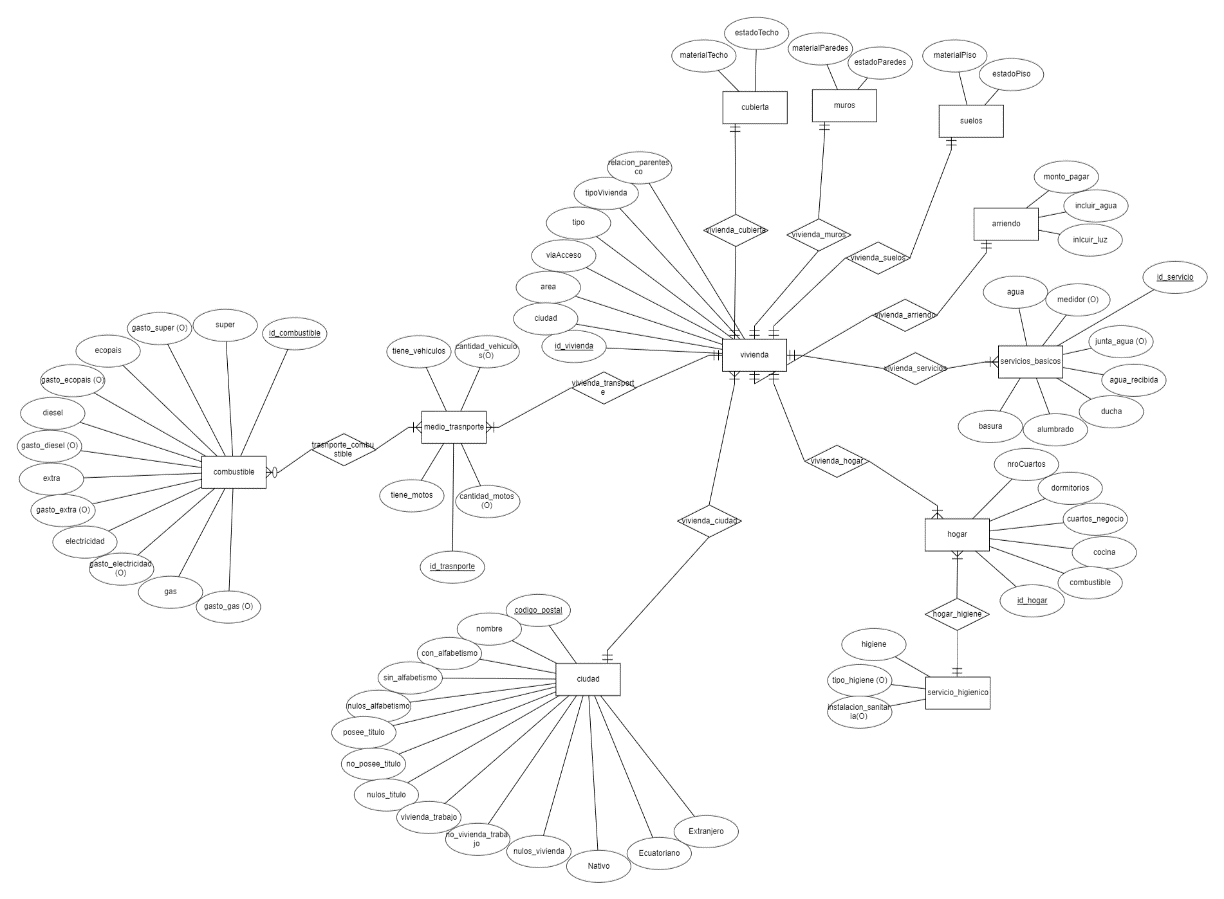 estadoTecho
materialTecho
cubierta
materialParedes
estadoParedes
muros
materialPiso
estadoPiso
suelos
relacion_parentes
co
tipoVivienda
tipo
viaAcceso
area
ciudad
id_vivienda
vivienda
vivienda_cubierta
vivienda_muros
vivienda_suelos
monto_pagar
incluir_agua
inlcuir_luz
arriendo
vivienda_arriendo
id_servicio
agua
medidor (O)
junta_agua (O)
agua_recibida
ducha
alumbrado
basura
servicios_basicos
vivienda_servicios
tiene_vehiculos
cantidad_vehiculo
s(O)
vivienda_transport
e
medio_trasnporte
tiene_motos
cantidad_motos
(O)
id_trasnporte
trasnporte_combu
stible
id_combustible
super
gasto_super (O)
ecopais
gasto_ecopais (O)
diesel
gasto_diesel (O)
extra
gasto_extra (O)
electricidad
gasto_electricidad
(O)
gas
gasto_gas (O)
combustible
vivienda_hogar
nroCuartos
dormitorios
cuartos_negocio
cocina
combustible
id_hogar
hogar
hogar_higiene
higiene
tipo_higiene (O)
instalacion_sanitar
ia(O)
servicio_higienico
vivienda_ciudad
codigo_postal
nombre
con_alfabetismo
sin_alfabetismo
nulos_alfabetismo
posee_titulo
no_posee_titulo
nulos_titulo
vivienda_trabajo
no_vivienda_traba
jo
nulos_vivienda
Nativo
Ecuatoriano
Extranjero
ciudad